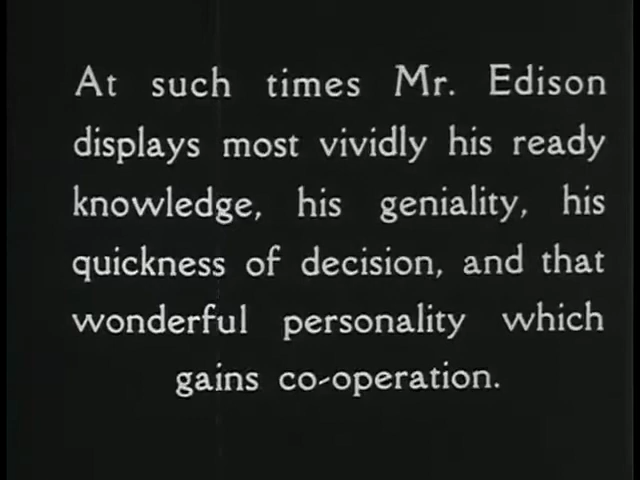 At such times Mr. Edison
displays most vividly his ready
knowledge, his geniality, his
quickness of decision, and that
wonderful personality which
gains co-operation.